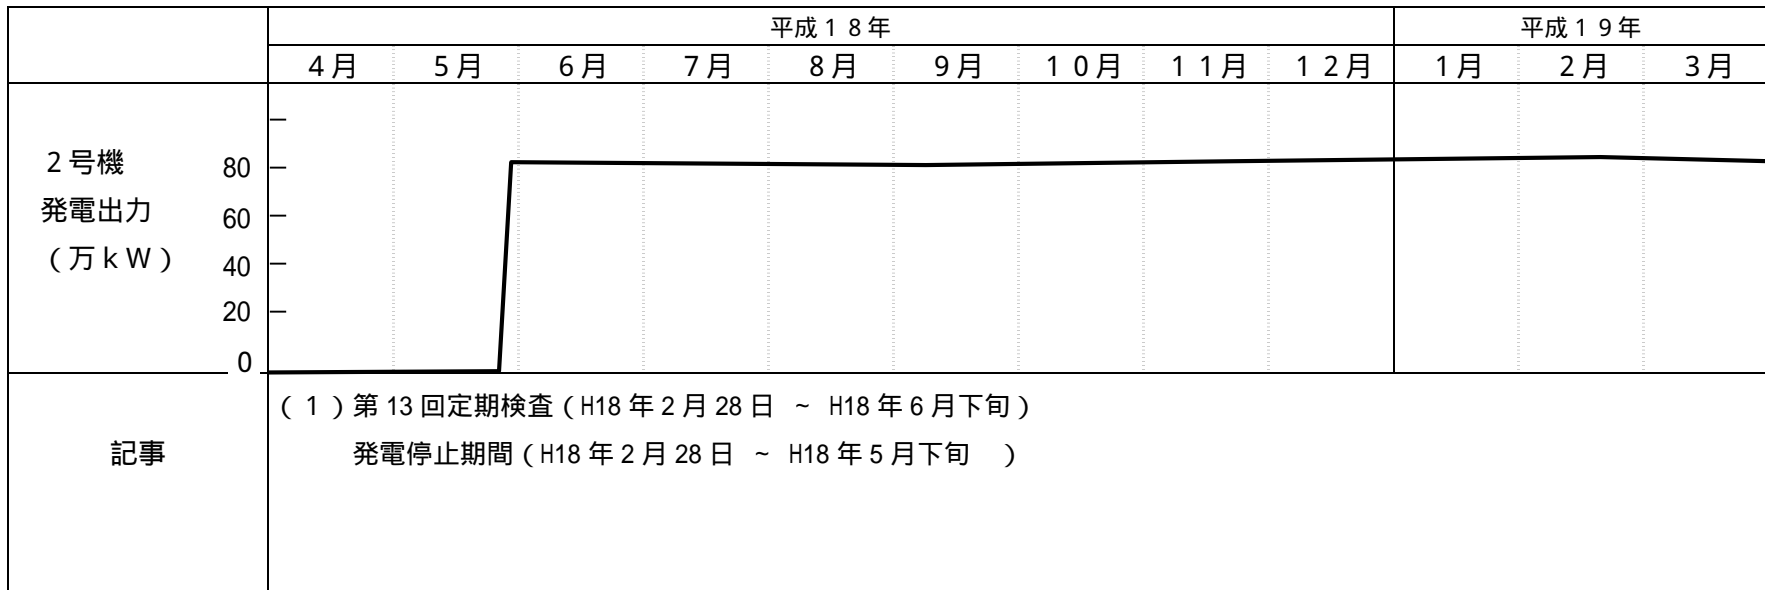 平成１８年 平成１９年
４月 ５月 ６月 ７月 ８月 ９月 １０月 １１月 １２月 １月 ２月 ３月
２号機
発電出力
（万ｋＷ）
80
60
40
20
0
記事
（１）第 13 回定期検査（H18 年 2 月 28 日 ～ H18 年 6 月下旬）
発電停止期間（H18 年 2 月 28 日 ～ H18 年 5 月下旬 ）